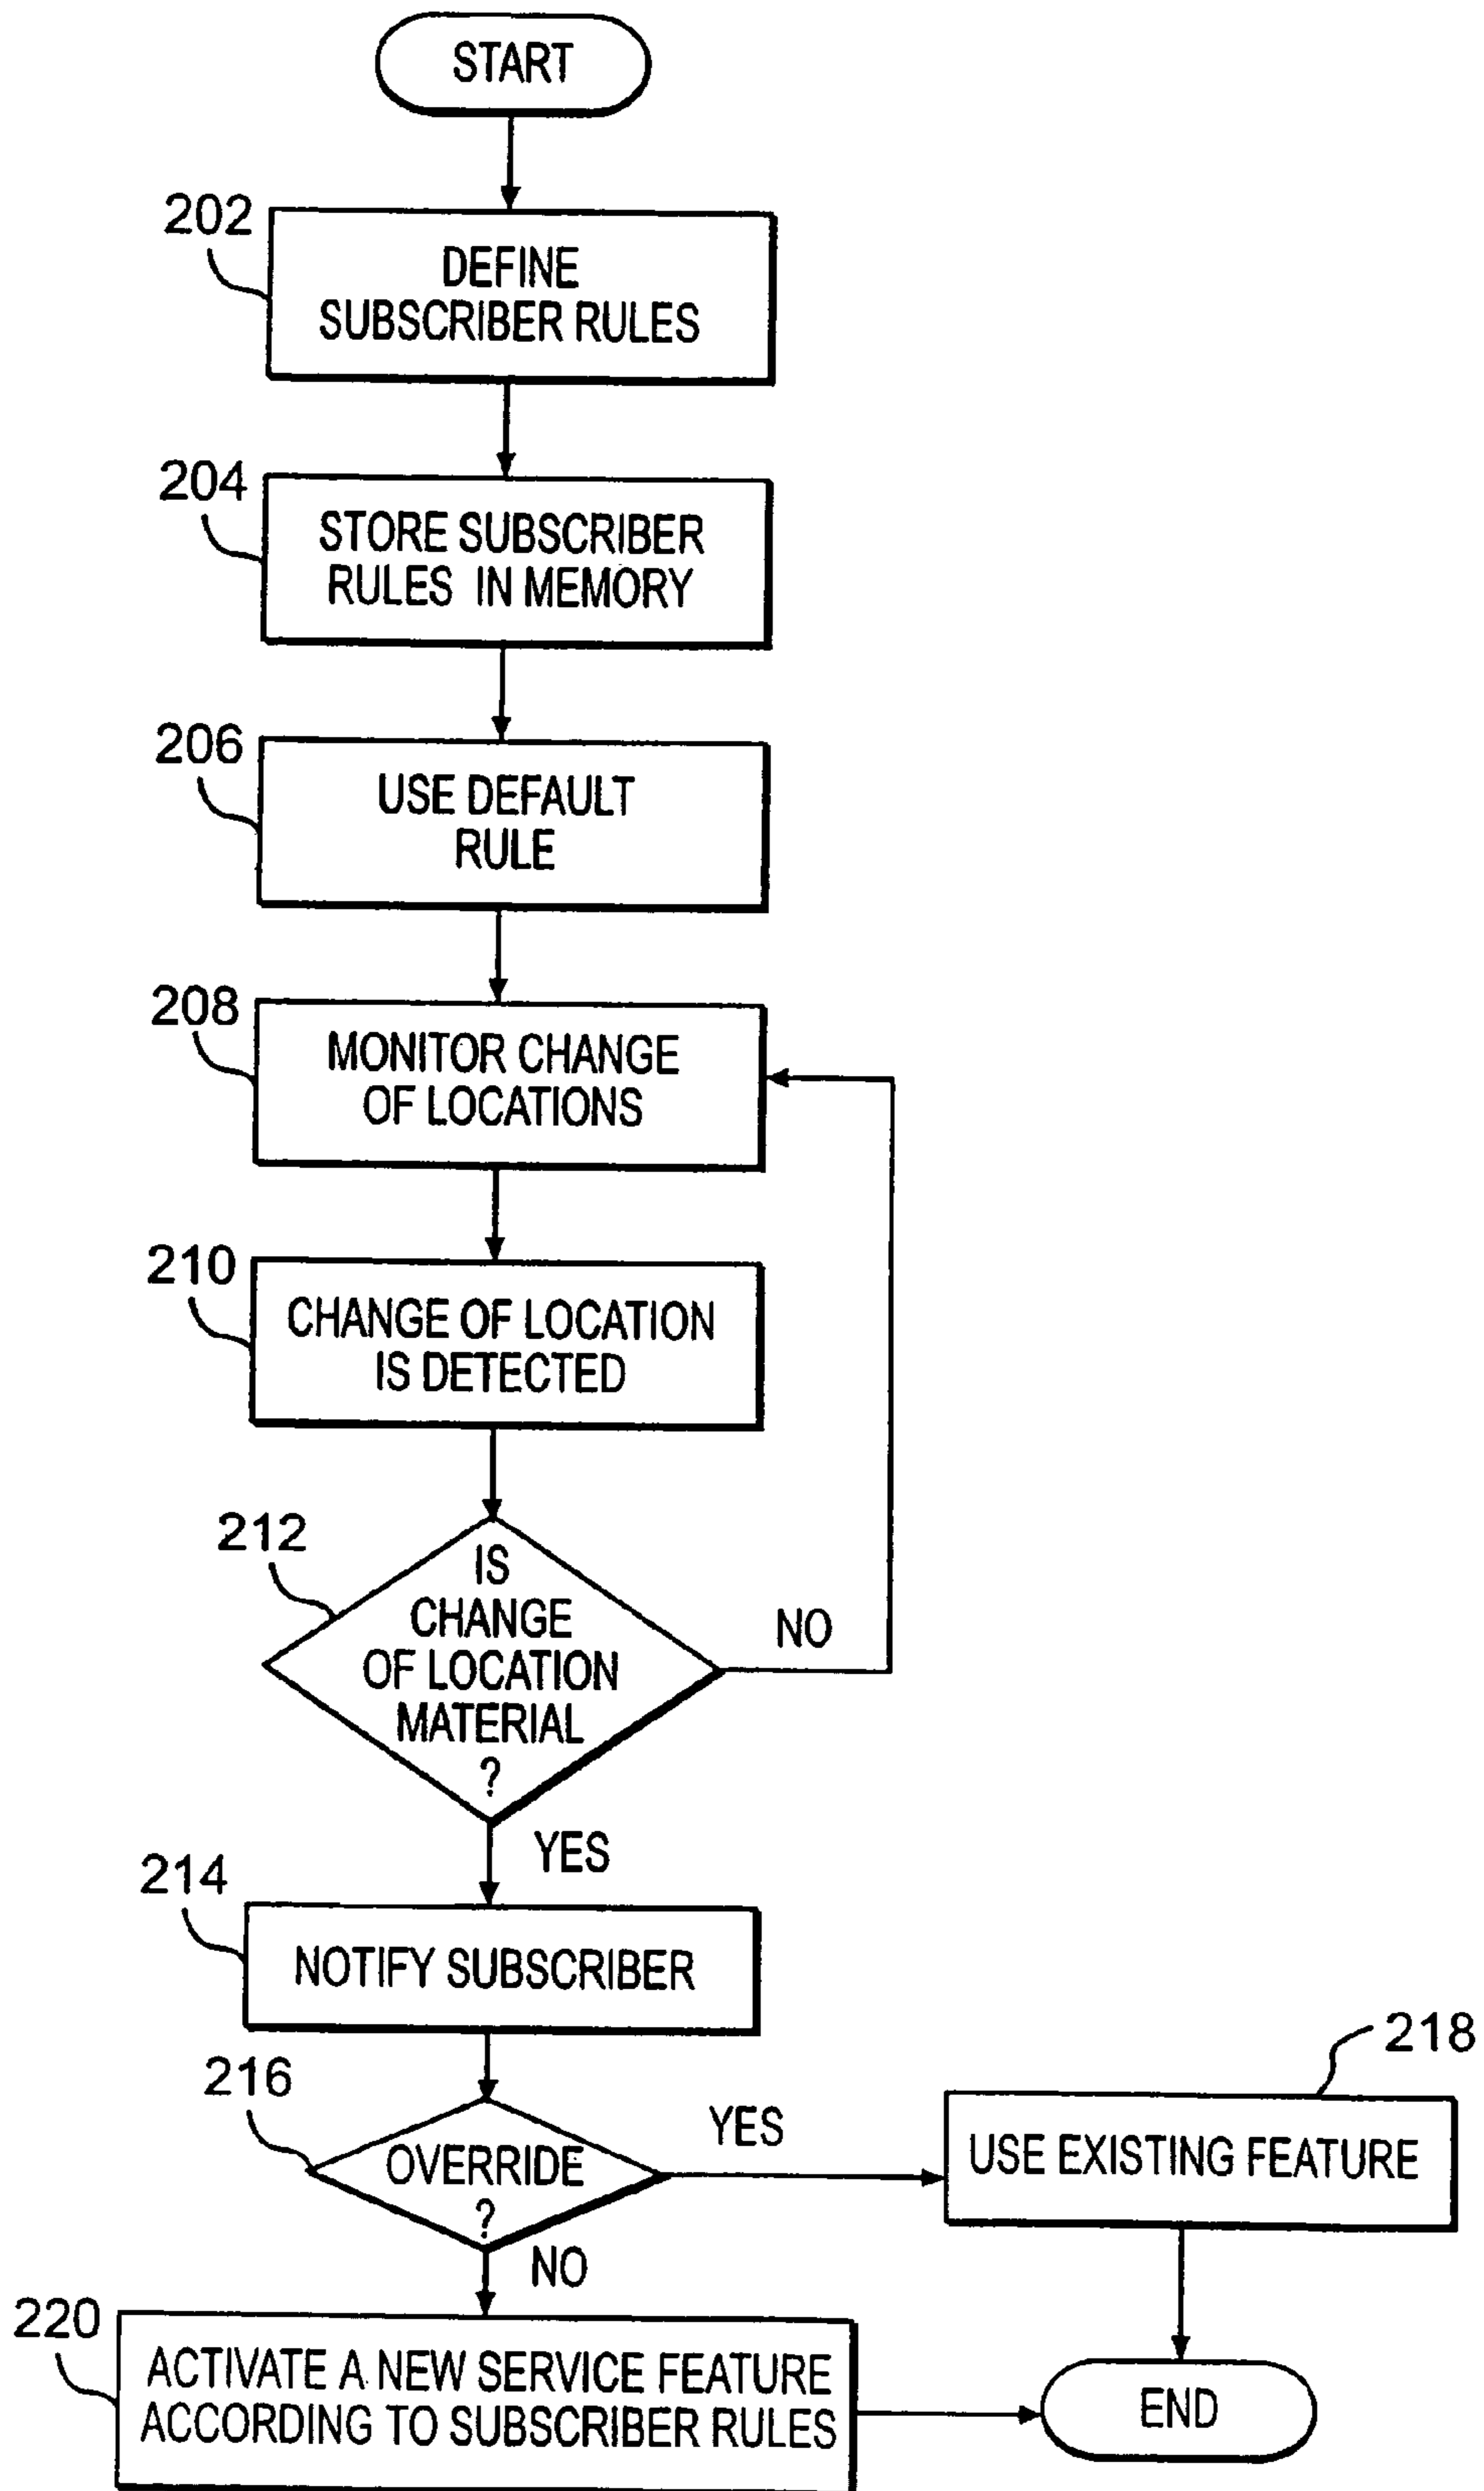 START
202
DEFINE
SUBSCRIBER RULES
204
STORE SUBSCRIBER
RULES IN MEMORY
206
USE DEFAULT
RULE
208
MONITOR CHANGE
OF LOCATIONS
210
CHANGE OF LOCATION
IS DETECTED
212
IS
CHANGE
OF LOCATION
MATERIAL
?
NO
YES
214
NOTIFY SUBSCRIBER
216
OVERRIDE
?
YES
218
USE EXISTING FEATURE
NO
220
ACTIVATE A NEW SERVICE FEATURE
ACCORDING TO SUBSCRIBER RULES
END